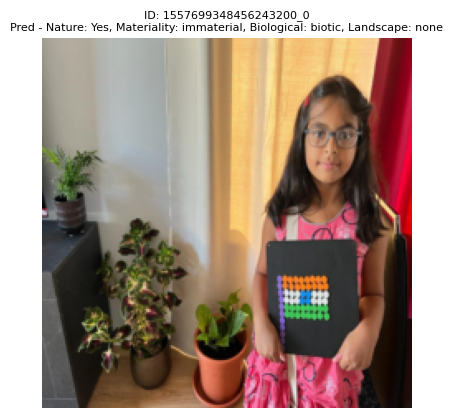 ID: 1557699348456243200_0
Pred - Nature: Yes, Materiality: immaterial, Biological: biotic, Landscape: none